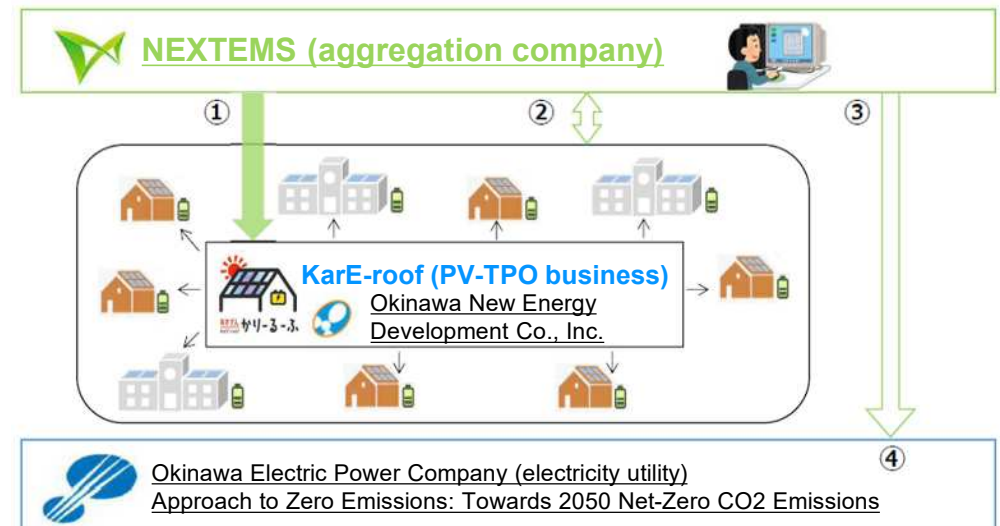 NEXTEMS (aggregation company)
①
②
③
KarE-roof (PV-TPO business)
Okinawa New Energy
Development Co., Inc.
かりーるーふ
④
Okinawa Electric Power Company (electricity utility)
Approach to Zero Emissions: Towards 2050 Net-Zero CO2 Emissions